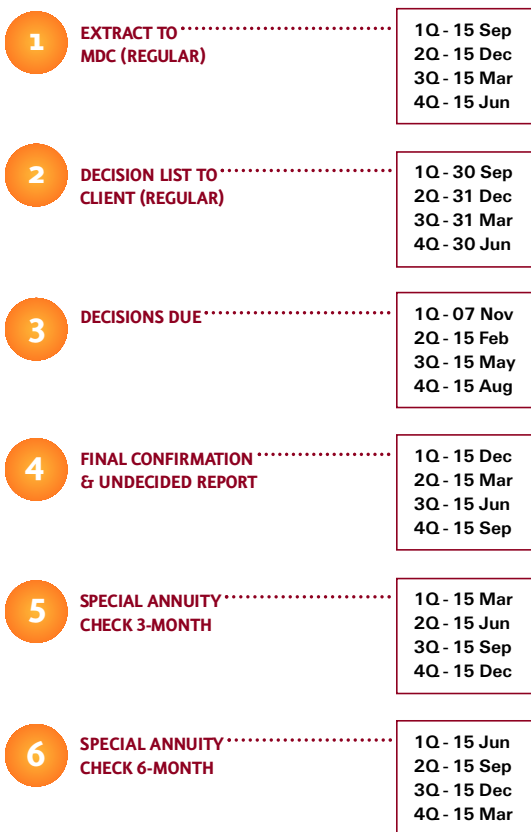 1
EXTRACT TO
MDC (REGULAR)
1Q - 15 Sep
2Q - 15 Dec
3Q - 15 Mar
4Q - 15 Jun
2
DECISION LIST TO
CLIENT (REGULAR)
1Q - 30 Sep
2Q - 31 Dec
3Q - 31 Mar
4Q - 30 Jun
3
DECISIONS DUE
1Q - 07 Nov
2Q - 15 Feb
3Q - 15 May
4Q - 15 Aug
4
FINAL CONFIRMATION
& UNDECIDED REPORT
1Q - 15 Dec
2Q - 15 Mar
3Q - 15 Jun
4Q - 15 Sep
5
SPECIAL ANNUITY
CHECK 3-MONTH
1Q - 15 Mar
2Q - 15 Jun
3Q - 15 Sep
4Q - 15 Dec
6
SPECIAL ANNUITY
CHECK 6-MONTH
1Q - 15 Jun
2Q - 15 Sep
3Q - 15 Dec
4Q - 15 Mar